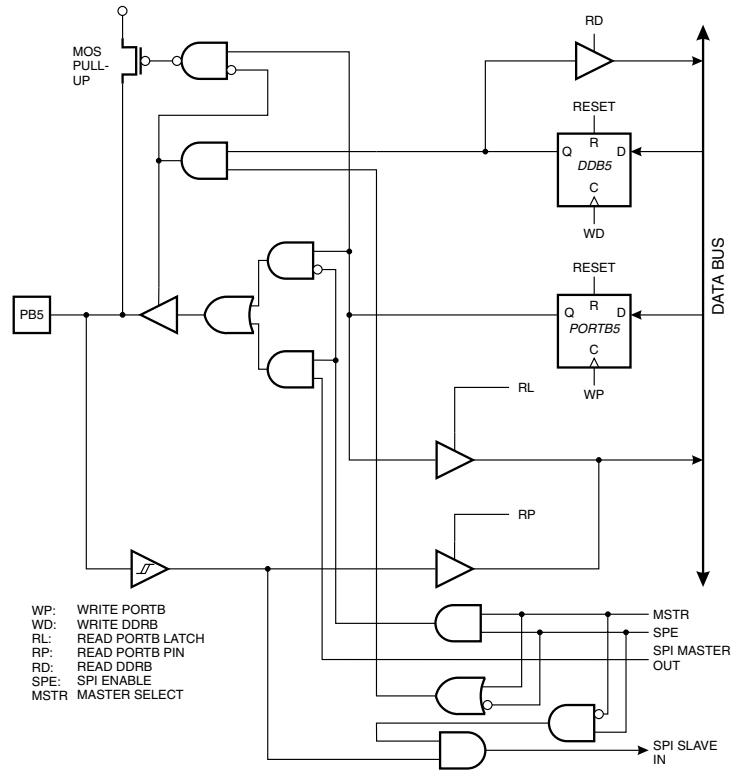 RD
MOS
PULL-
UP
RESET
R
Q
D
DDB5
C
WD
DATA BUS
RESET
R
Q
D
PORTB5
C
WP
PB5
RL
RP
WP: WRITE PORTB
WD: WRITE DDRB
RL: READ PORTB LATCH
RP: READ PORTB PIN
RD: READ DDRB
SPE: SPI ENABLE
MSTR MASTER SELECT
MSTR
SPE
SPI MASTER
OUT
SPI SLAVE
IN